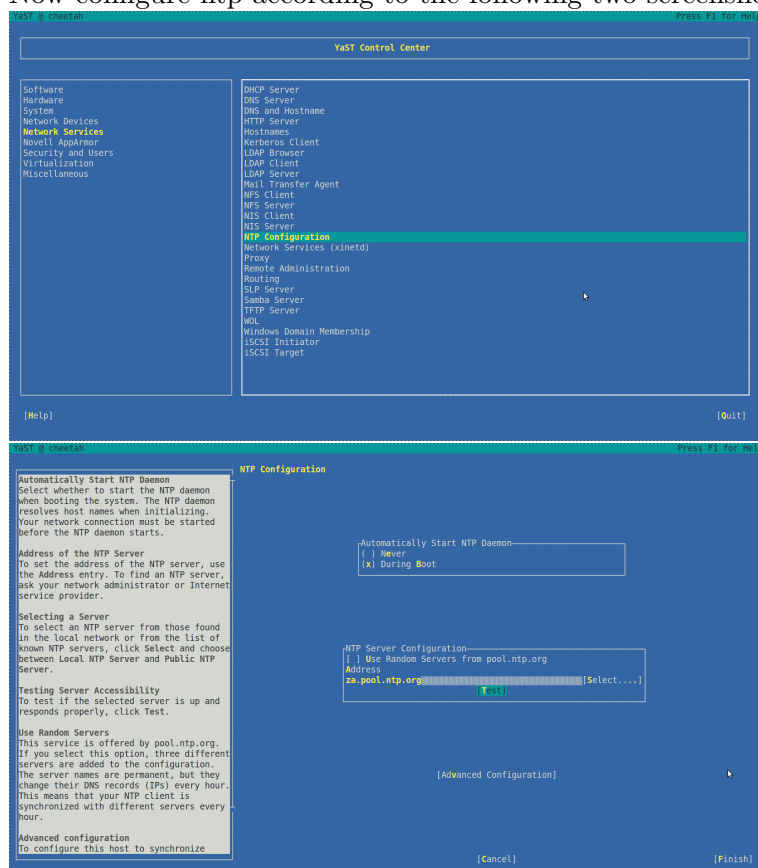 Now configure ntp according to the following two screensho
YaST @ cheetah
Press F1 for Help
YaST Control Center
Software
Hardware
System
Network Devices
Network Services
Novell AppArmor
Security and Users
Virtualization
Miscellaneous
DHCP Server
DNS Server
DNS and Hostname
HTTP Server
Hostnames
Kerberos Client
LDAP Browser
LDAP Client
LDAP Server
Mail Transfer Agent
NFS Client
NFS Server
NIS Client
NIS Server
NTP Configuration
Network Services (xinetd)
Proxy
Remote Administration
Routing
SLP Server
Samba Server
TFTP Server
WOL
Windows Domain Membership
iSCSI Initiator
iSCSI Target
[Help]
[Quit]
YaST @ cheetah
Press F1 for Hel
NTP Configuration
Automatically Start NTP Daemon
Select whether to start the NTP daemon
when booting the system. The NTP daemon
resolves host names when initializing.
Your network connection must be started
before the NTP daemon starts.
Address of the NTP Server
To set the address of the NTP server, use
the Address entry. To find an NTP server,
ask your network administrator or Internet
service provider.
Selecting a Server
To select an NTP server from those found
in the local network or from the list of
known NTP servers, click Select and choose
between Local NTP Server and Public NTP
Server.
Testing Server Accessibility
To test if the selected server is up and
responds properly, click Test.
Use Random Servers
This service is offered by pool.ntp.org.
If you select this option, three different
servers are added to the configuration.
The server names are permanent, but they
change their DNS records (IPs) every hour.
This means that your NTP client is
synchronized with different servers every
hour.
Advanced configuration
To configure this host to synchronize
Automatically Start NTP Daemon
( ) Never
(x) During Boot
NTP Server Configuration
[ ] Use Random Servers from pool.ntp.org
Address
za.pool.ntp.org [Select....]
[Test]
[Advanced Configuration]
[Cancel]
[Finish]